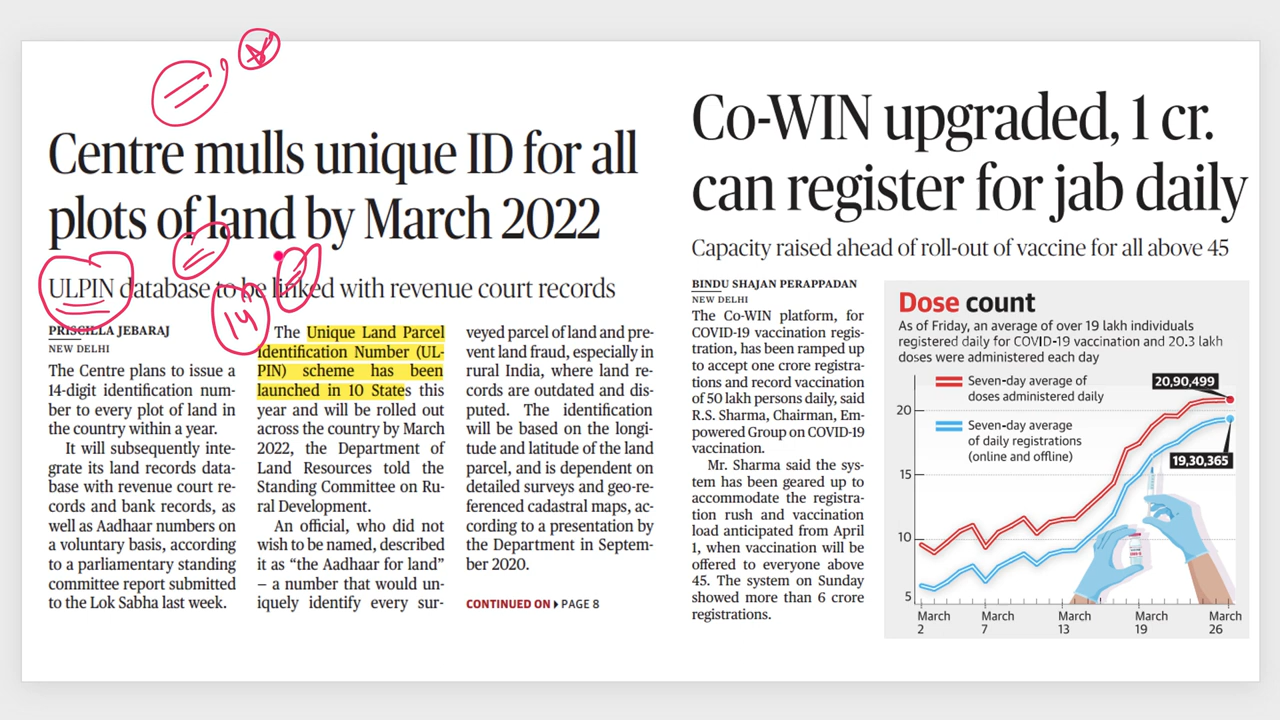 Centre mulls unique ID for all
plots of land by March 2022
ULPIN database to be linked with revenue court records
PRISCILLA JEBARAJ
NEW DELHI
The Centre plans to issue a
14-digit identification num-
ber to every plot of land in
the country within a year.
It will subsequently inte-
grate its land records data-
base with revenue court re-
cords and bank records, as
well as Aadhaar numbers on
a voluntary basis, according
to a parliamentary standing
committee report submitted
to the Lok Sabha last week.
14
The Unique Land Parcel
Identification Number (UL-
PIN) scheme has been
launched in 10 States this
year and will be rolled out
across the country by March
2022, the Department of
Land Resources told the
Standing Committee on Ru-
ral Development.
An official, who did not
wish to be named, described
it as “the Aadhaar for land”
– a number that would un-
iquely identify every sur-
veyed parcel of land and pre-
vent land fraud, especially in
rural India, where land re-
cords are outdated and dis-
puted. The identification
will be based on the longi-
tude and latitude of the land
parcel, and is dependent on
detailed surveys and geo-re-
ferenced cadastral maps, ac-
cording to a presentation by
the Department in Septem-
ber 2020.
CONTINUED ON PAGE 8
Co-WIN upgraded, 1 cr.
can register for jab daily
Capacity raised ahead of roll-out of vaccine for all above 45
BINDU SHAJAN PERAPPADAN
NEW DELHI
The Co-WIN platform, for
COVID-19 vaccination regis-
tration, has been ramped up
to accept one crore registra-
tions and record vaccination
of 50 lakh persons daily, said
R.S. Sharma, Chairman, Em-
powered Group on COVID-19
vaccination.
Mr. Sharma said the sys-
tem has been geared up to
accommodate the registra-
tion rush and vaccination
load anticipated from April
1, when vaccination will be
offered to everyone above
45. The system on Sunday
showed more than 6 crore
registrations.
Dose count
As of Friday, an average of over 19 lakh individuals
registered daily for COVID-19 vaccination and 20.3 lakh
doses were administered each day
Seven-day average of
doses administered daily
20,90,499
Seven-day average
of daily registrations
(online and offline)
19,30,365
20
15
10
5
March 2
March 7
March 13
March 19
March 26